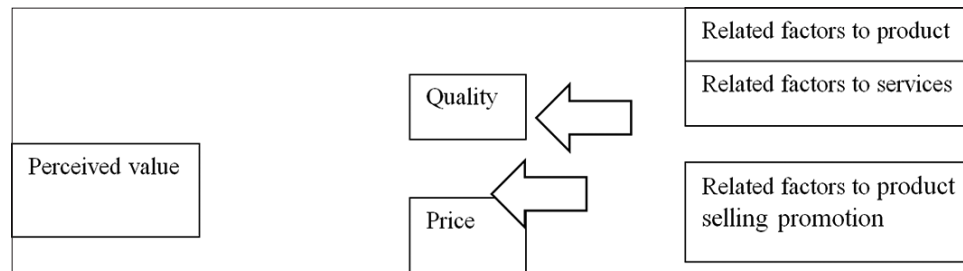 Related factors to product
Related factors to services
Quality
Perceived value
Related factors to product
selling promotion
Price